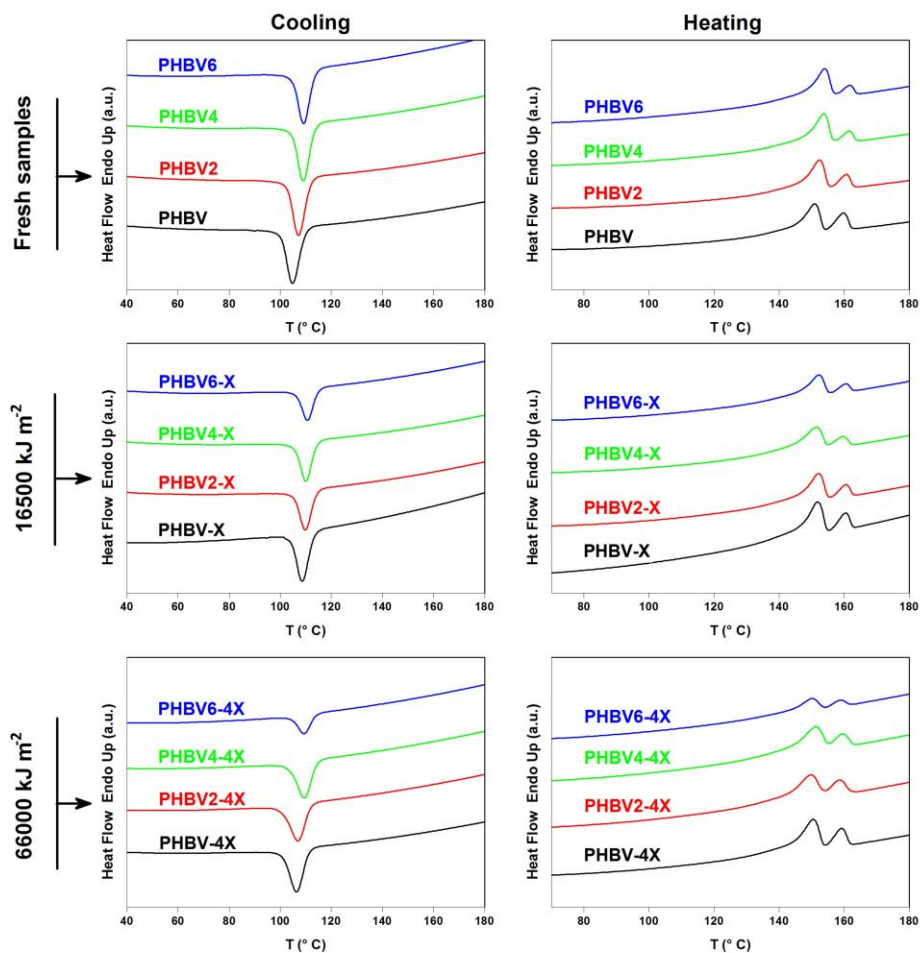 Cooling
Heating
Fresh samples
Heat Flow Endo Up (a.u.)
PHBV6
PHBV4
PHBV2
PHBV
40 60 80 100 120 140 160 180
T (° C)
Heat Flow Endo Up (a.u.)
PHBV6
PHBV4
PHBV2
PHBV
80 100 120 140 160 180
T (° C)
16500 kJ m-2
Heat Flow Endo Up (a.u.)
PHBV6-X
PHBV4-X
PHBV2-X
PHBV-X
40 60 80 100 120 140 160 180
T (° C)
Heat Flow Endo Up (a.u.)
PHBV6-X
PHBV4-X
PHBV2-X
PHBV-X
80 100 120 140 160 180
T (° C)
66000 kJ m-2
Heat Flow Endo Up (a.u.)
PHBV6-4X
PHBV4-4X
PHBV2-4X
PHBV-4X
40 60 80 100 120 140 160 180
T (° C)
Heat Flow Endo Up (a.u.)
PHBV6-4X
PHBV4-4X
PHBV2-4X
PHBV-4X
80 100 120 140 160 180
T (° C)